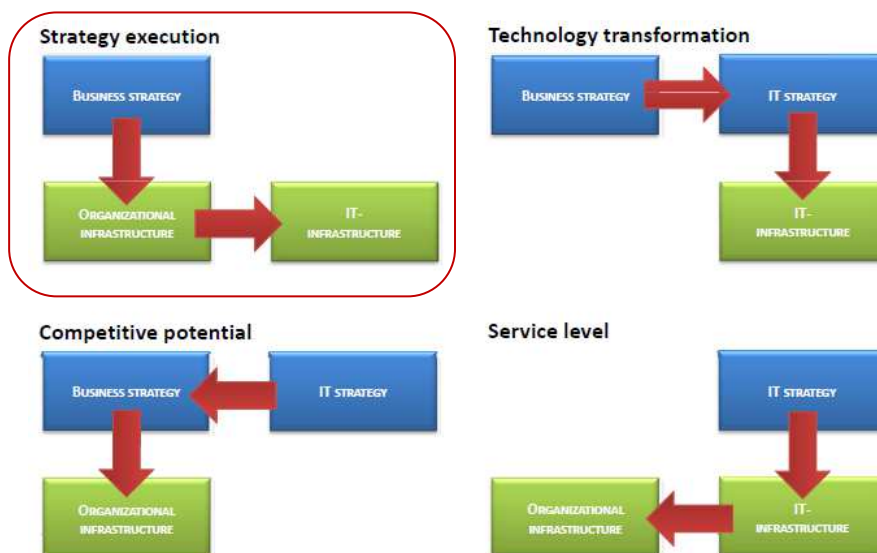 Strategy execution
BUSINESS STRATEGY
ORGANIZATIONAL
INFRASTRUCTURE
IT-
INFRASTRUCTURE
Technology transformation
BUSINESS STRATEGY
IT STRATEGY
IT-
INFRASTRUCTURE
Competitive potential
BUSINESS STRATEGY
IT STRATEGY
ORGANIZATIONAL
INFRASTRUCTURE
Service level
IT STRATEGY
ORGANIZATIONAL
INFRASTRUCTURE
IT-
INFRASTRUCTURE